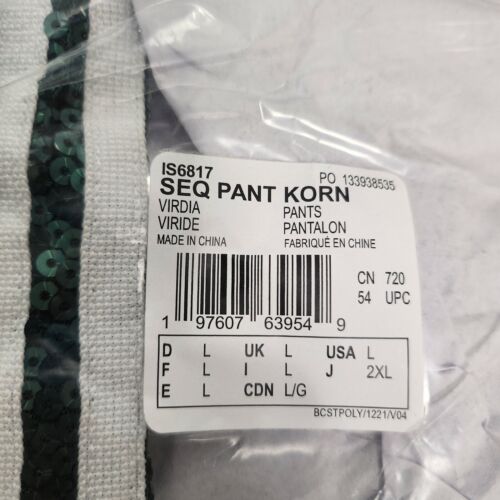 IS6817 PO 133938535
SEQ PANT KORN
VIRDIA PANTS
VIRIDE PANTALON
MADE IN CHINA FABRIQUÉ EN CHINE
CN 720
54 UPC
1 97607 63954 9
D L UK L USA L
F L I L J 2XL
E L CDN L/G
BCSTPOLY/1221/V04